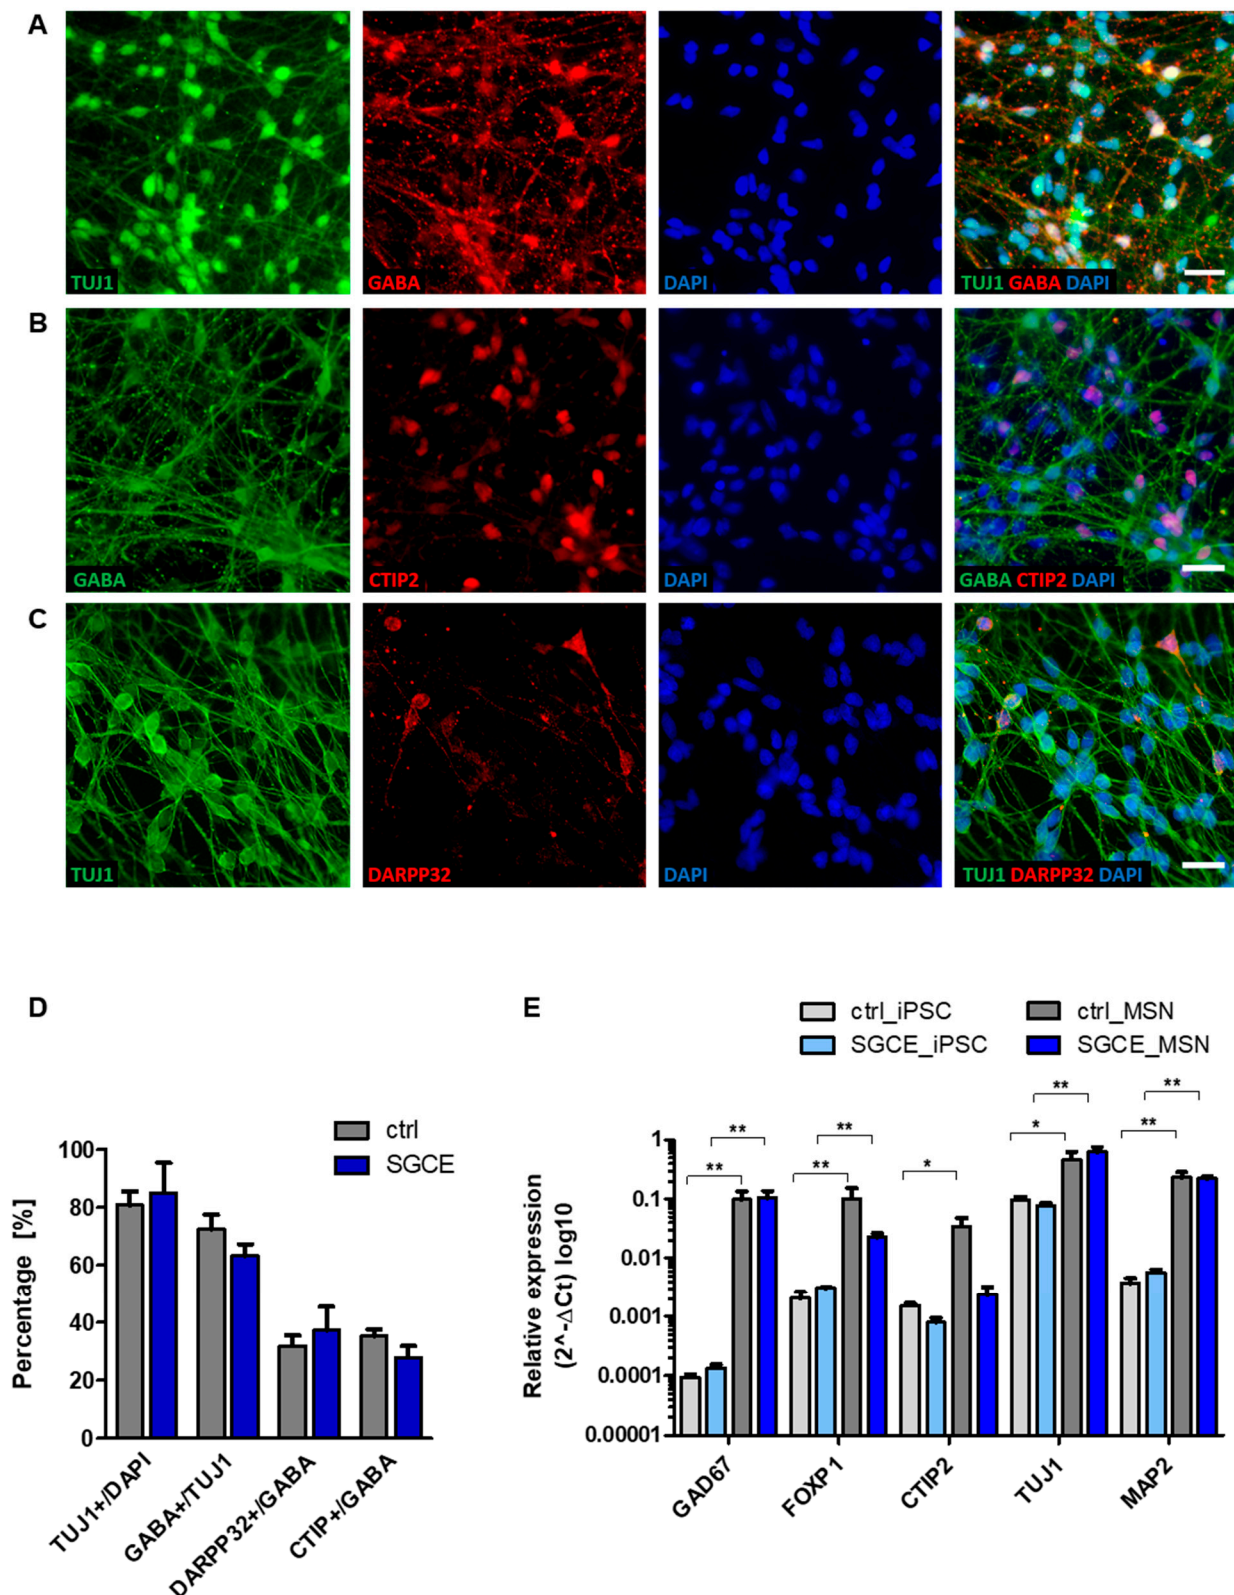 A
TUJ1
GABA
DAPI
TUJ1 GABA DAPI
B
GABA
CTIP2
DAPI
GABA CTIP2 DAPI
C
TUJ1
DARPP32
DAPI
TUJ1 DARPP32 DAPI
D
ctrl
SGCE
Percentage [%]
100
80
60
40
20
0
TUJ1+/DAPI
GABA+/TUJ1
DARPP32+/GABA
CTIP+/GABA
E
ctrl_iPSC
ctrl_MSN
SGCE_iPSC
SGCE_MSN
Relative expression
(2^-ΔCt) log10
1
0.1
0.01
0.001
0.0001
0.00001
** ** ** ** * * ** ** **
GAD67
FOXP1
CTIP2
TUJ1
MAP2